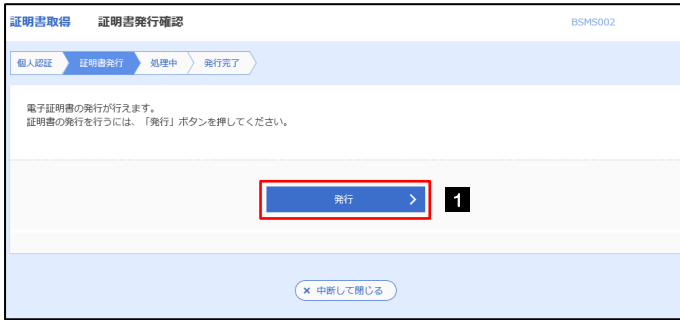 証明書取得 証明書発行確認 BSMS002
個人認証 証明書発行 処理中 発行完了
電子証明書の発行が行えます。
証明書の発行を行うには、「発行」ボタンを押してください。
発行 1
× 中断して閉じる